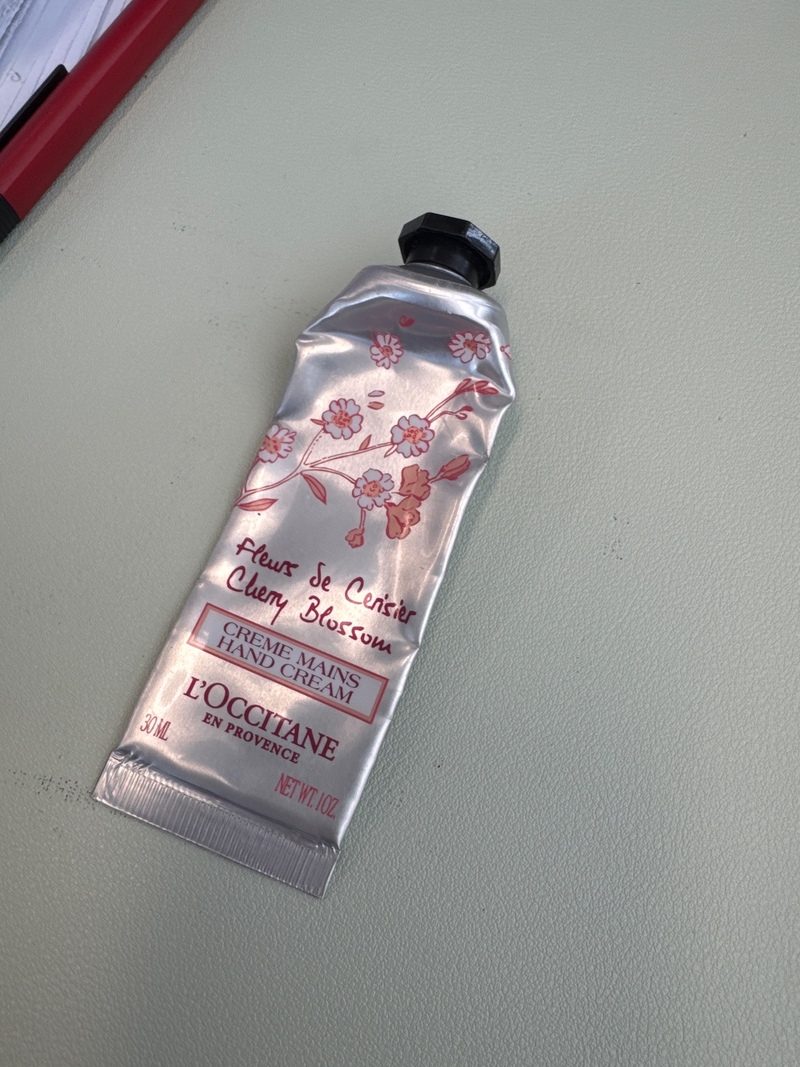 Fleurs de Cerisier
Cherry Blossom
CREME MAINS
HAND CREAM
L'OCCITANE
EN PROVENCE
30 ML
NET WT. 1 OZ.